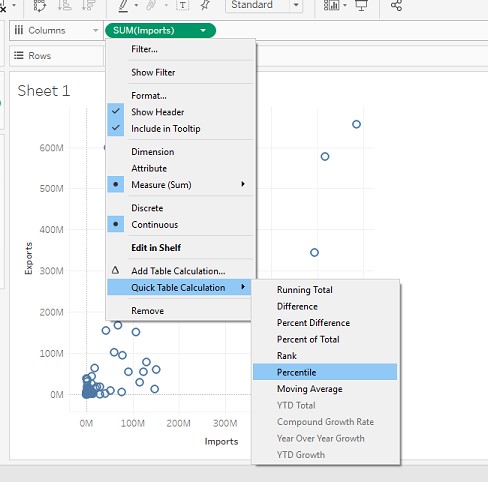 Standard
Columns
SUM(Imports)
Rows
Filter...
Show Filter
Format...
Show Header
Include in Tooltip
Dimension
Attribute
Measure (Sum)
Discrete
Continuous
Edit in Shelf
Add Table Calculation...
Quick Table Calculation
Remove
Running Total
Difference
Percent Difference
Percent of Total
Rank
Percentile
Moving Average
YTD Total
Compound Growth Rate
Year Over Year Growth
YTD Growth
Sheet 1
600M
500M
400M
300M
200M
100M
0M
Exports
0M 100M 200M 300M
Imports